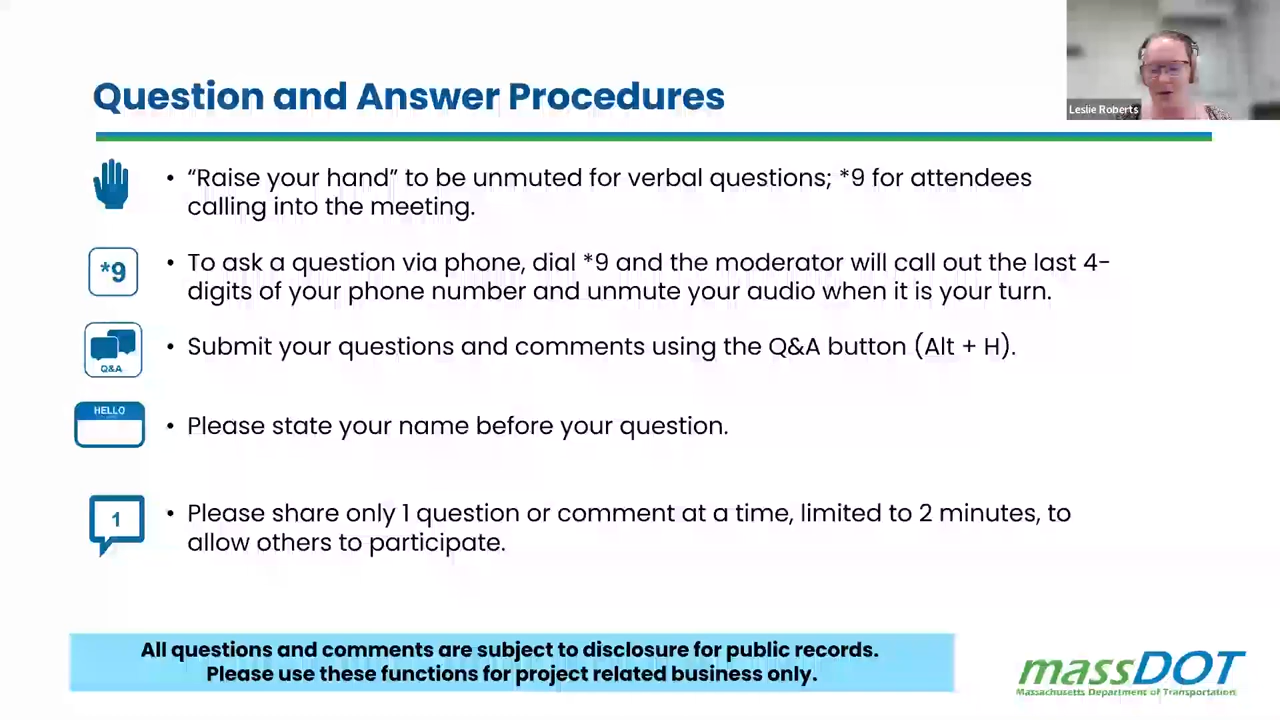 Question and Answer Procedures
Leslie Roberts
• “Raise your hand” to be unmuted for verbal questions; *9 for attendees
calling into the meeting.
*9
• To ask a question via phone, dial *9 and the moderator will call out the last 4-
digits of your phone number and unmute your audio when it is your turn.
Q&A
• Submit your questions and comments using the Q&A button (Alt + H).
HELLO
• Please state your name before your question.
1
• Please share only 1 question or comment at a time, limited to 2 minutes, to
allow others to participate.
All questions and comments are subject to disclosure for public records.
Please use these functions for project related business only.
massDOT
Massachusetts Department of Transportation